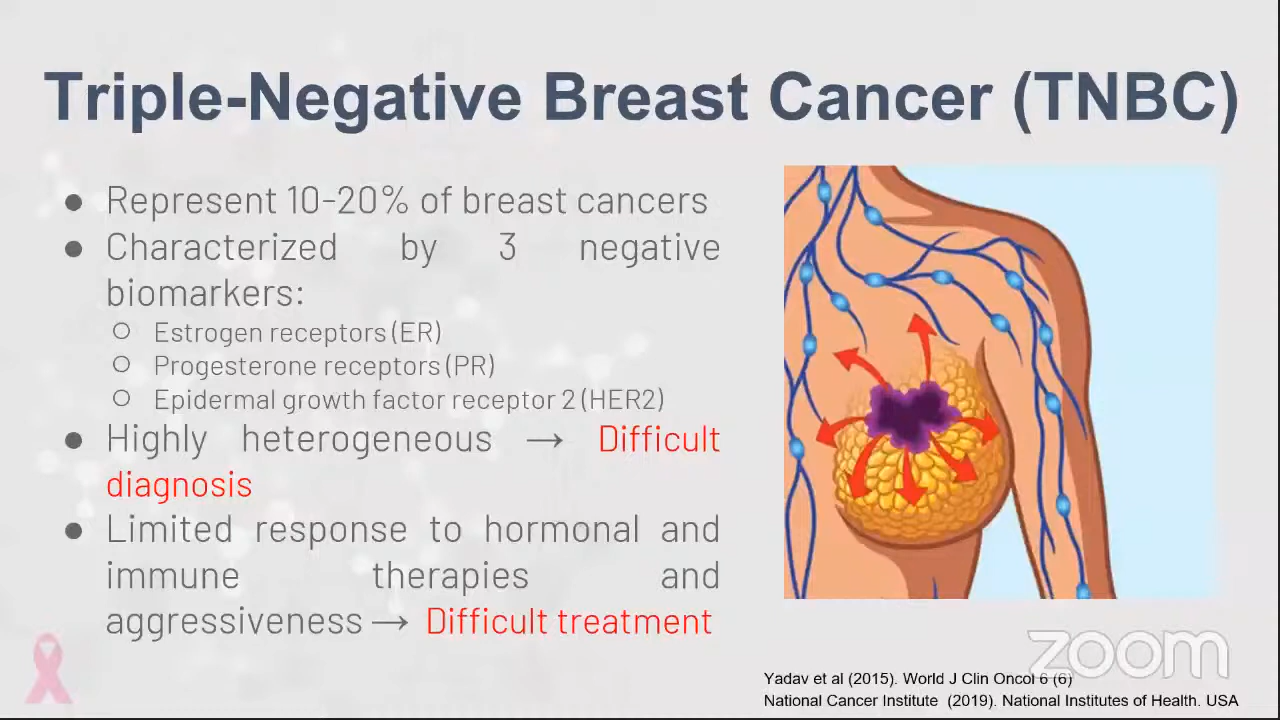 Triple-Negative Breast Cancer (TNBC)
● Represent 10-20% of breast cancers
● Characterized by 3 negative
biomarkers:
○ Estrogen receptors (ER)
○ Progesterone receptors (PR)
○ Epidermal growth factor receptor 2 (HER2)
● Highly heterogeneous → Difficult
diagnosis
● Limited response to hormonal and
immune therapies and
aggressiveness → Difficult treatment
zoom
Yadav et al (2015). World J Clin Oncol 6 (6)
National Cancer Institute (2019). National Institutes of Health. USA